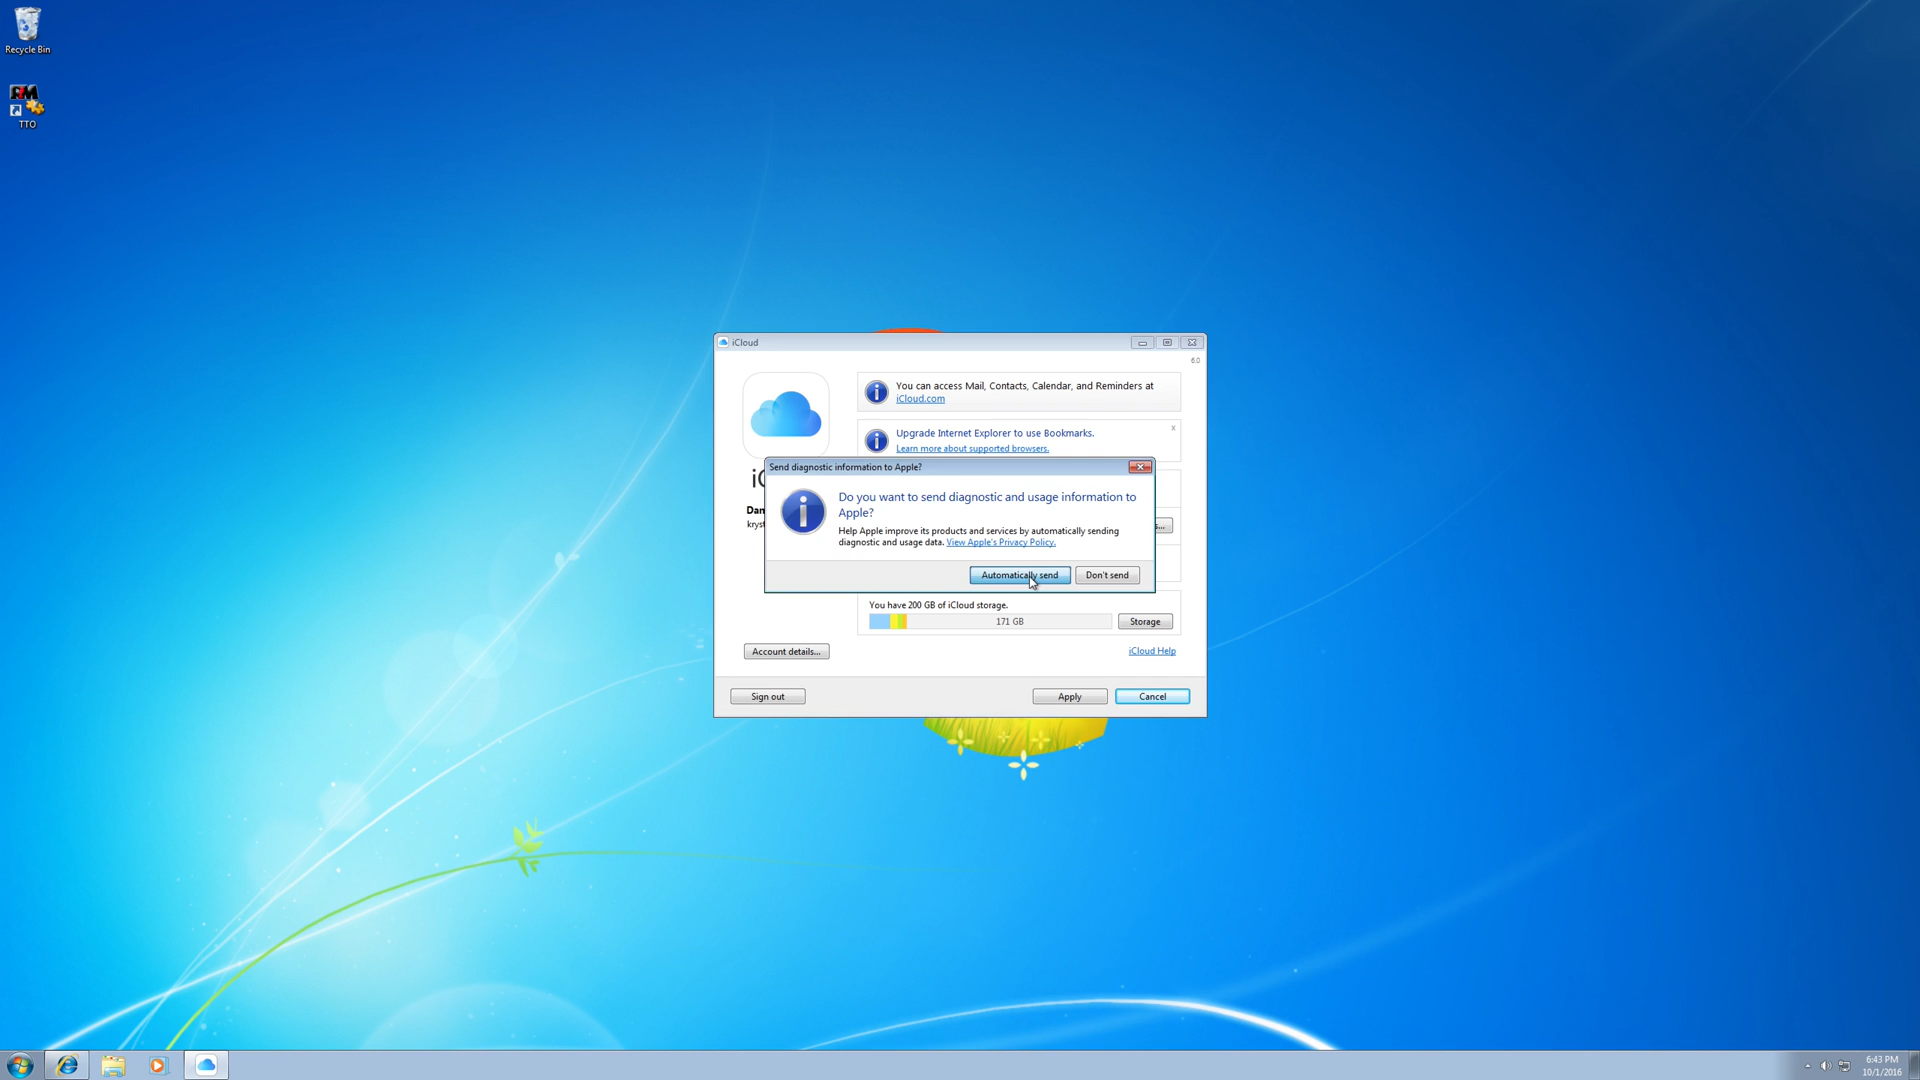 Recycle Bin
RM
TTO
iCloud
6.0
You can access Mail, Contacts, Calendar, and Reminders at
iCloud.com
Upgrade Internet Explorer to use Bookmarks.
x
Learn more about supported browsers.
iC
Dan
kryst
Send diagnostic information to Apple?
Do you want to send diagnostic and usage information to
Apple?
Help Apple improve its products and services by automatically sending
diagnostic and usage data. View Apple's Privacy Policy.
Automatically send
Don't send
You have 200 GB of iCloud storage.
171 GB
Storage
Account details...
iCloud Help
Sign out
Apply
Cancel
6:43 PM
10/1/2016